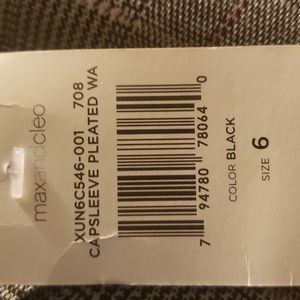 maxandcleo
XUN6C546-001 708
CAPSLEEVE PLEATED WA
7 94780 78064 0
COLOR BLACK
SIZE 6